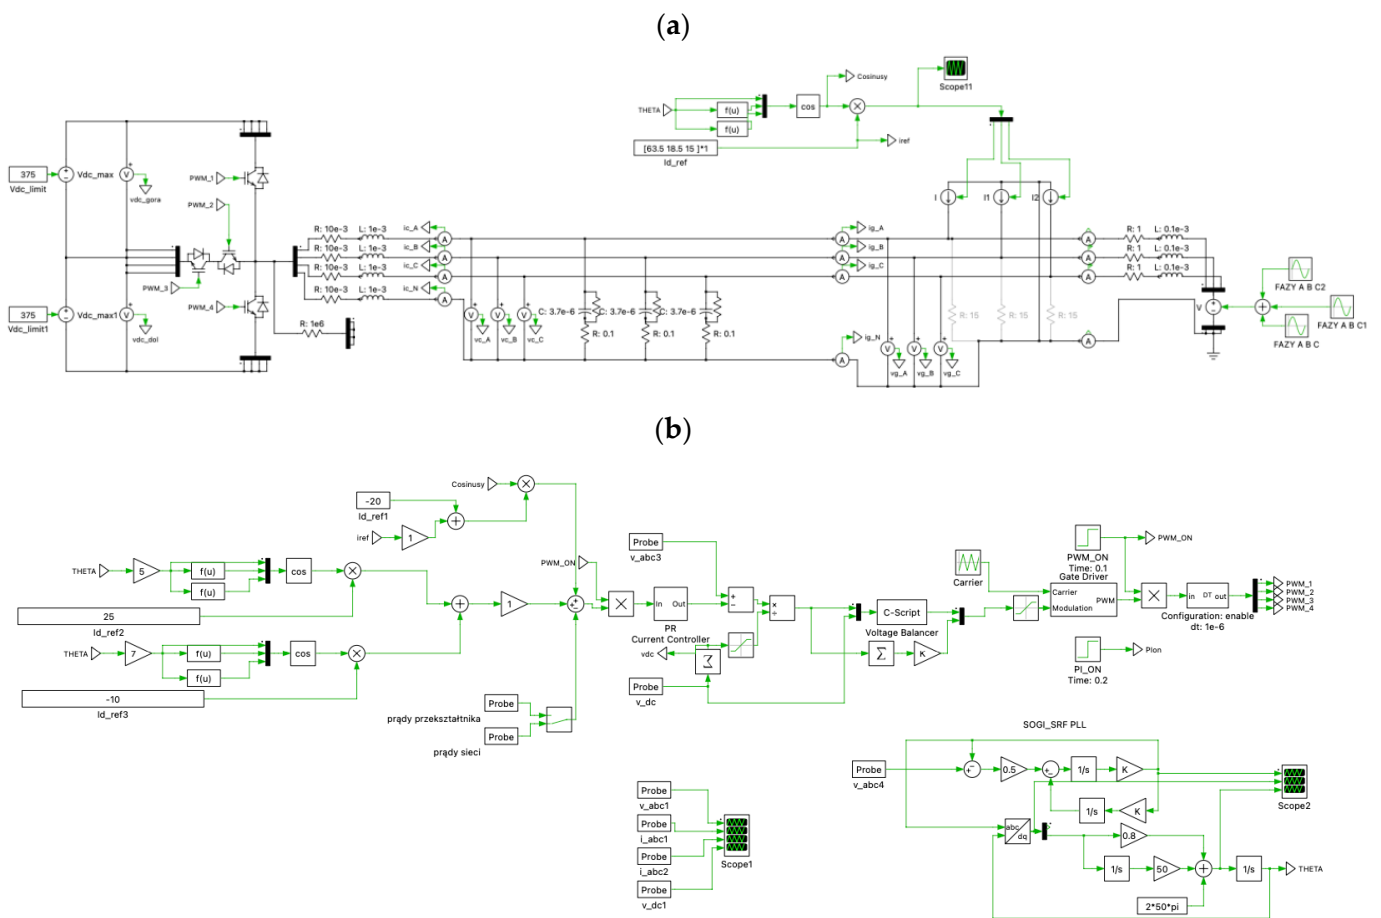 (a)
Cosinusy
Scope11
THETA
f(u)
f(u)
cos
×
iref
[63.5 18.5 15 ]*1
Id_ref
375
Vdc_limit
Vdc_max
V
vdc_gora
PWM_1
PWM_2
PWM_3
PWM_4
375
Vdc_limit1
Vdc_max1
V
vdc_dol
R: 1e6
R: 10e-3 L: 1e-3 ic_A A
R: 10e-3 L: 1e-3 ic_B A
R: 10e-3 L: 1e-3 ic_C A
R: 10e-3 L: 1e-3 ic_N A
V V V
vc_A vc_B vc_C
C: 3.7e-6 C: 3.7e-6 C: 3.7e-6
R: 0.1 R: 0.1 R: 0.1
A ig_A
A ig_B
A ig_C
A ig_N
I I1 I2
R: 15 R: 15 R: 15
V V V
vg_A vg_B vg_C
A A A A
R: 1 L: 0.1e-3
R: 1 L: 0.1e-3
R: 1 L: 0.1e-3
V
FAZY A B C2
FAZY A B C1
FAZY A B C
(b)
Cosinusy
×
-20
Id_ref1
iref
1
THETA
5
f(u)
f(u)
cos
×
25
Id_ref2
1
THETA
7
f(u)
f(u)
cos
×
-10
Id_ref3
PWM_ON
×
Probe
v_abc3
In Out
PR
Current Controller
vdc
Σ
Probe
v_dc
×
÷
C-Script
Voltage Balancer
Σ
K
Carrier
PWM_ON
Time: 0.1
PWM_ON
Gate Driver
Carrier
PWM
Modulation
×
in DT out
Configuration: enable
dt: 1e-6
PWM_1
PWM_2
PWM_3
PWM_4
PI_ON
Time: 0.2
PIon
Probe
prądy przekształtnika
Probe
prądy sieci
Probe
v_abc1
Probe
i_abc1
Probe
i_abc2
Probe
v_dc1
Scope1
SOGI_SRF PLL
Probe
v_abc4
0.5
1/s
K
1/s
K
Scope2
abc
dq
0.8
1/s
50
1/s
THETA
2*50*pi